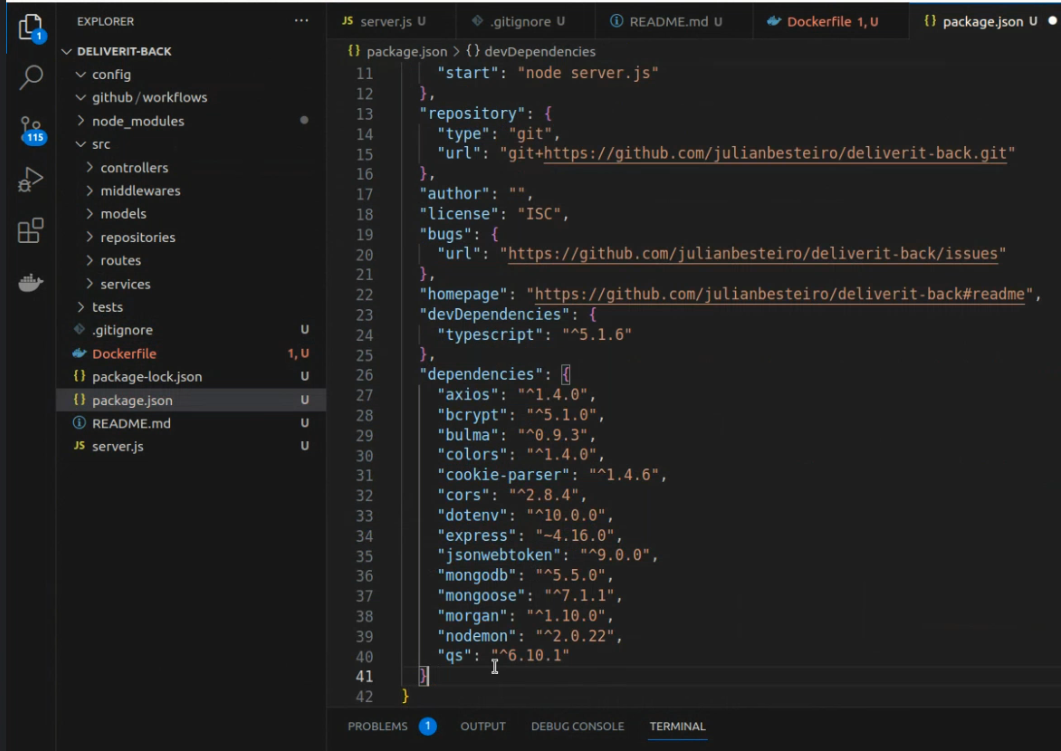 EXPLORER ...
DELIVERIT-BACK
config
github / workflows
node_modules
src
controllers
middlewares
models
repositories
routes
services
tests
.gitignore U
Dockerfile 1, U
package-lock.json U
package.json U
README.md U
JS server.js U
1
115
JS server.js U .gitignore U README.md U Dockerfile 1, U {} package.json U
{} package.json > {} devDependencies
11 "start": "node server.js"
12 },
13 "repository": {
14 "type": "git",
15 "url": "git+https://github.com/julianbesteiro/deliverit-back.git"
16 },
17 "author": "",
18 "license": "ISC",
19 "bugs": {
20 "url": "https://github.com/julianbesteiro/deliverit-back/issues"
21 },
22 "homepage": "https://github.com/julianbesteiro/deliverit-back#readme",
23 "devDependencies": {
24 "typescript": "^5.1.6"
25 },
26 "dependencies": {
27 "axios": "^1.4.0",
28 "bcrypt": "^5.1.0",
29 "bulma": "^0.9.3",
30 "colors": "^1.4.0",
31 "cookie-parser": "^1.4.6",
32 "cors": "^2.8.4",
33 "dotenv": "^10.0.0",
34 "express": "~4.16.0",
35 "jsonwebtoken": "^9.0.0",
36 "mongodb": "^5.5.0",
37 "mongoose": "^7.1.1",
38 "morgan": "^1.10.0",
39 "nodemon": "^2.0.22",
40 "qs": "^6.10.1"
41 }
42 }
PROBLEMS 1 OUTPUT DEBUG CONSOLE TERMINAL